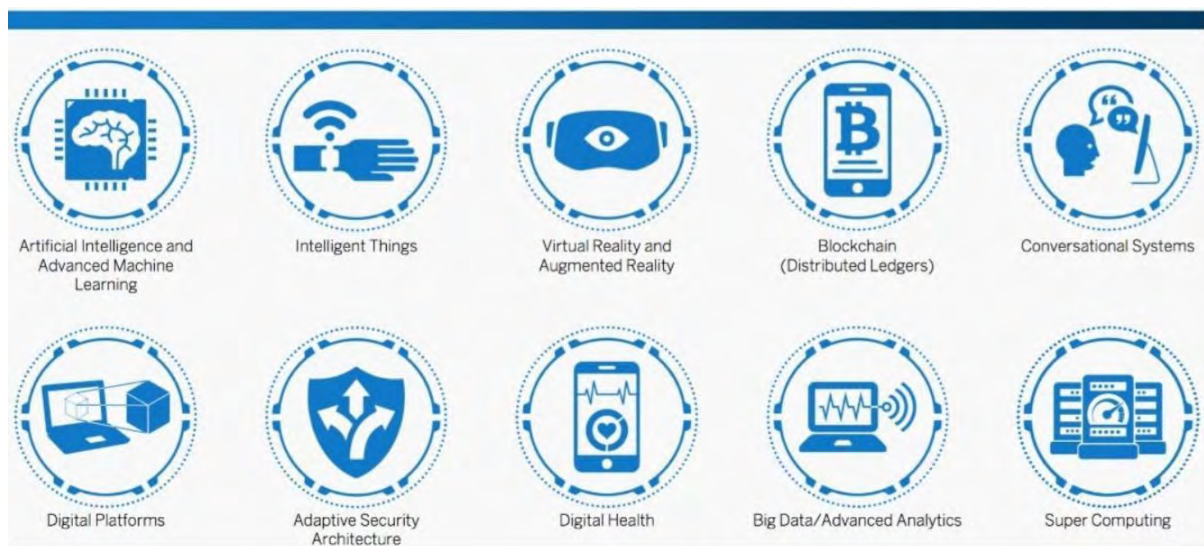 Artificial Intelligence and
Advanced Machine
Learning
Intelligent Things
Virtual Reality and
Augmented Reality
Blockchain
(Distributed Ledgers)
Conversational Systems
Digital Platforms
Adaptive Security
Architecture
Digital Health
Big Data/Advanced Analytics
Super Computing